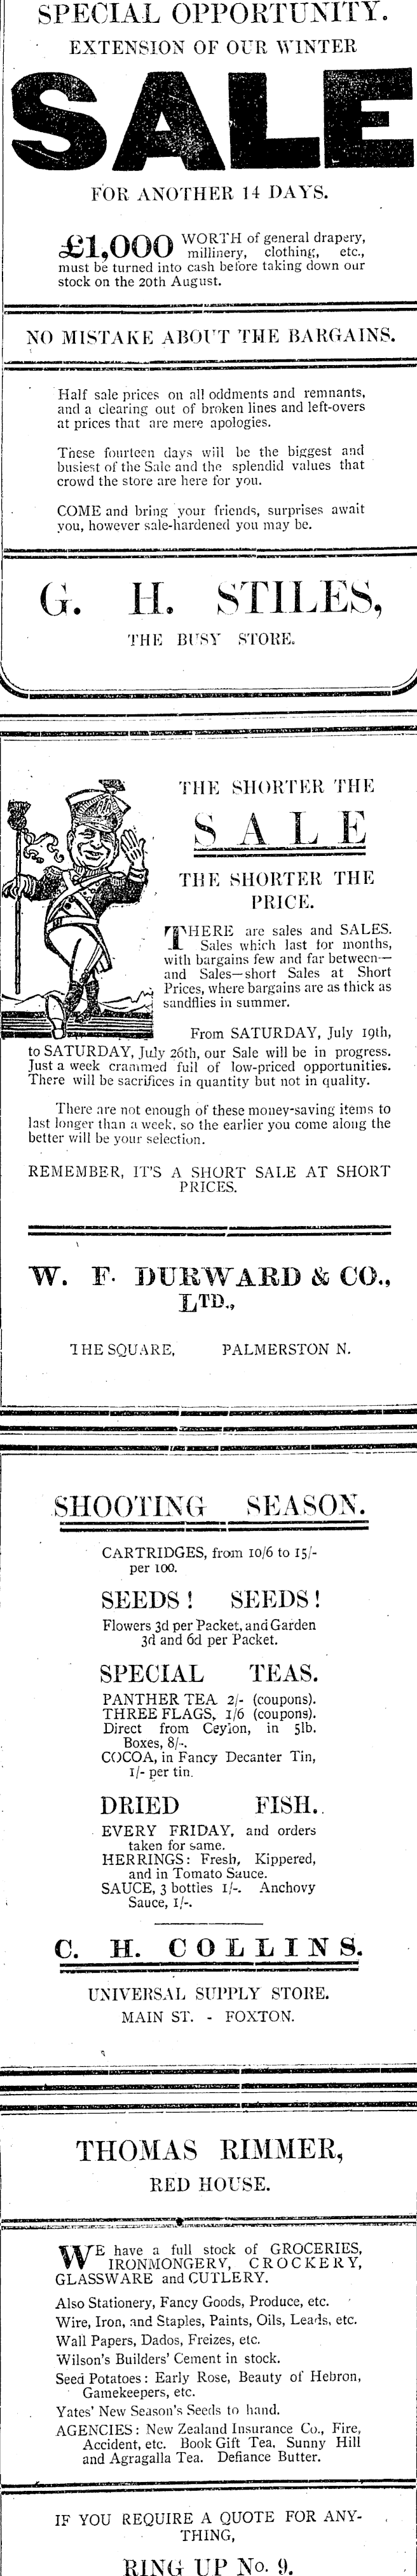 SPECIAL OPPORTUNITY.
EXTENSION OF OUR WINTER
SALE
FOR ANOTHER 14 DAYS.
£1,000 WORTH of general drapery,
millinery, clothing, etc.,
must be turned into cash before taking down our
stock on the 20th August.
NO MISTAKE ABOUT THE BARGAINS.
Half sale prices on all oddments and remnants,
and a clearing out of broken lines and left-overs
at prices that are mere apologies.
These fourteen days will be the biggest and
busiest of the Sale and the splendid values that
crowd the store are here for you.
COME and bring your friends, surprises await
you, however sale-hardened you may be.
G. H. STILES,
THE BUSY STORE.
THE SHORTER THE
SALE
THE SHORTER THE
PRICE.
THERE are sales and SALES.
Sales which last for months,
with bargains few and far between—
and Sales—short Sales at Short
Prices, where bargains are as thick as
sandflies in summer.
From SATURDAY, July 19th,
to SATURDAY, July 26th, our Sale will be in progress.
Just a week crammed full of low-priced opportunities.
There will be sacrifices in quantity but not in quality.
There are not enough of these money-saving items to
last longer than a week, so the earlier you come along the
better will be your selection.
REMEMBER, IT'S A SHORT SALE AT SHORT
PRICES.
W. F. DURWARD & CO.,
LTD.,
THE SQUARE, PALMERSTON N.
SHOOTING SEASON.
CARTRIDGES, from 10/6 to 15/-
per 100.
SEEDS! SEEDS!
Flowers 3d per Packet, and Garden
3d and 6d per Packet.
SPECIAL TEAS.
PANTHER TEA 2/- (coupons).
THREE FLAGS, 1/6 (coupons).
Direct from Ceylon, in 5lb.
Boxes, 8/-.
COCOA, in Fancy Decanter Tin,
1/- per tin.
DRIED FISH.
EVERY FRIDAY, and orders
taken for same.
HERRINGS: Fresh, Kippered,
and in Tomato Sauce.
SAUCE, 3 botties 1/-. Anchovy
Sauce, 1/-.
C. H. COLLINS.
UNIVERSAL SUPPLY STORE.
MAIN ST. - FOXTON.
THOMAS RIMMER,
RED HOUSE.
WE have a full stock of GROCERIES,
IRONMONGERY, CROCKERY,
GLASSWARE and CUTLERY.
Also Stationery, Fancy Goods, Produce, etc.
Wire, Iron, and Staples, Paints, Oils, Leads, etc.
Wall Papers, Dados, Freizes, etc.
Wilson's Builders' Cement in stock.
Seed Potatoes: Early Rose, Beauty of Hebron,
Gamekeepers, etc.
Yates' New Season's Seeds to hand.
AGENCIES: New Zealand Insurance Co., Fire,
Accident, etc. Book Gift Tea, Sunny Hill
and Agragalla Tea. Defiance Butter.
IF YOU REQUIRE A QUOTE FOR ANY-
THING,
RING UP No. 9.